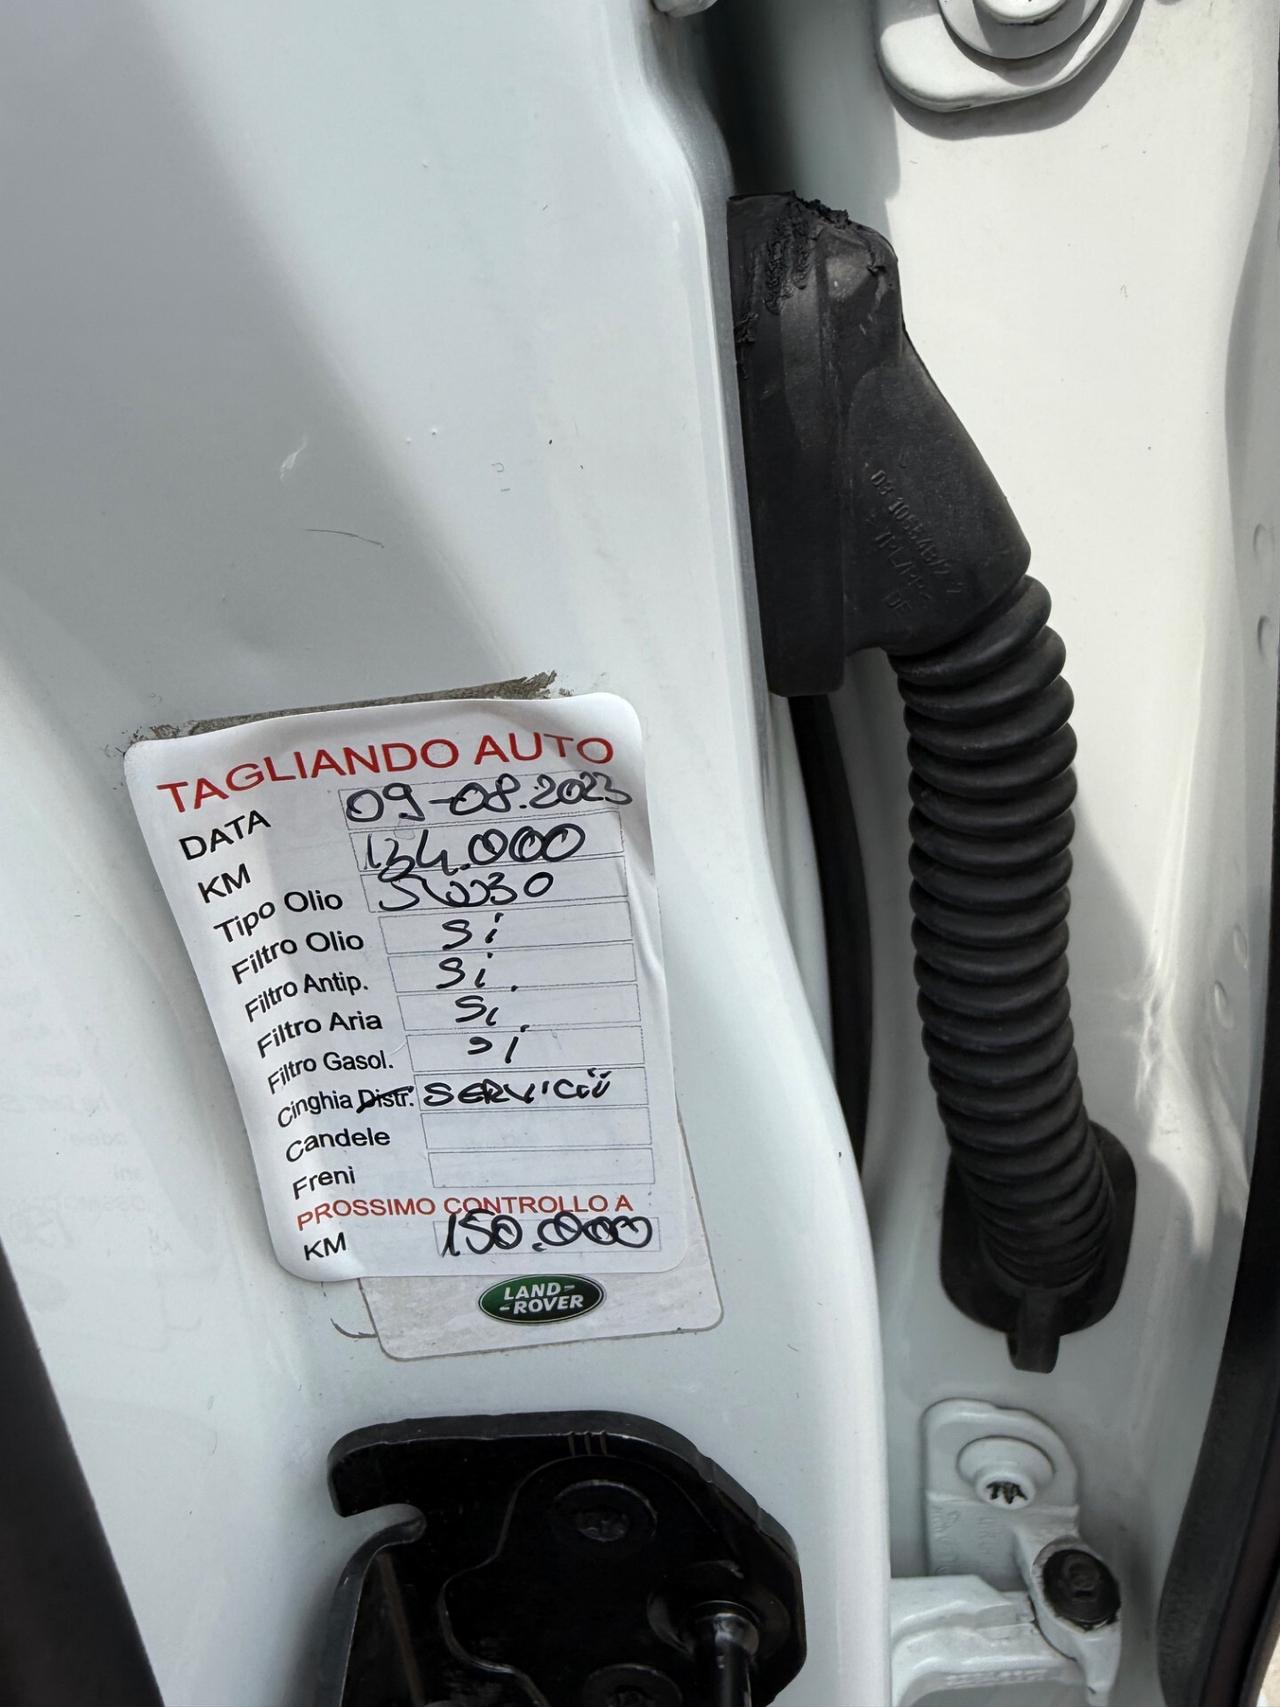 TAGLIANDO AUTO
DATA 09-08.2023
KM 134.000
Tipo Olio 5W30
Filtro Olio si
Filtro Antip. si.
Filtro Aria si
Filtro Gasol. si
Cinghia Distr. SERVIZI
Candele
Freni
PROSSIMO CONTROLLO A
KM 150.000
LAND-
-ROVER